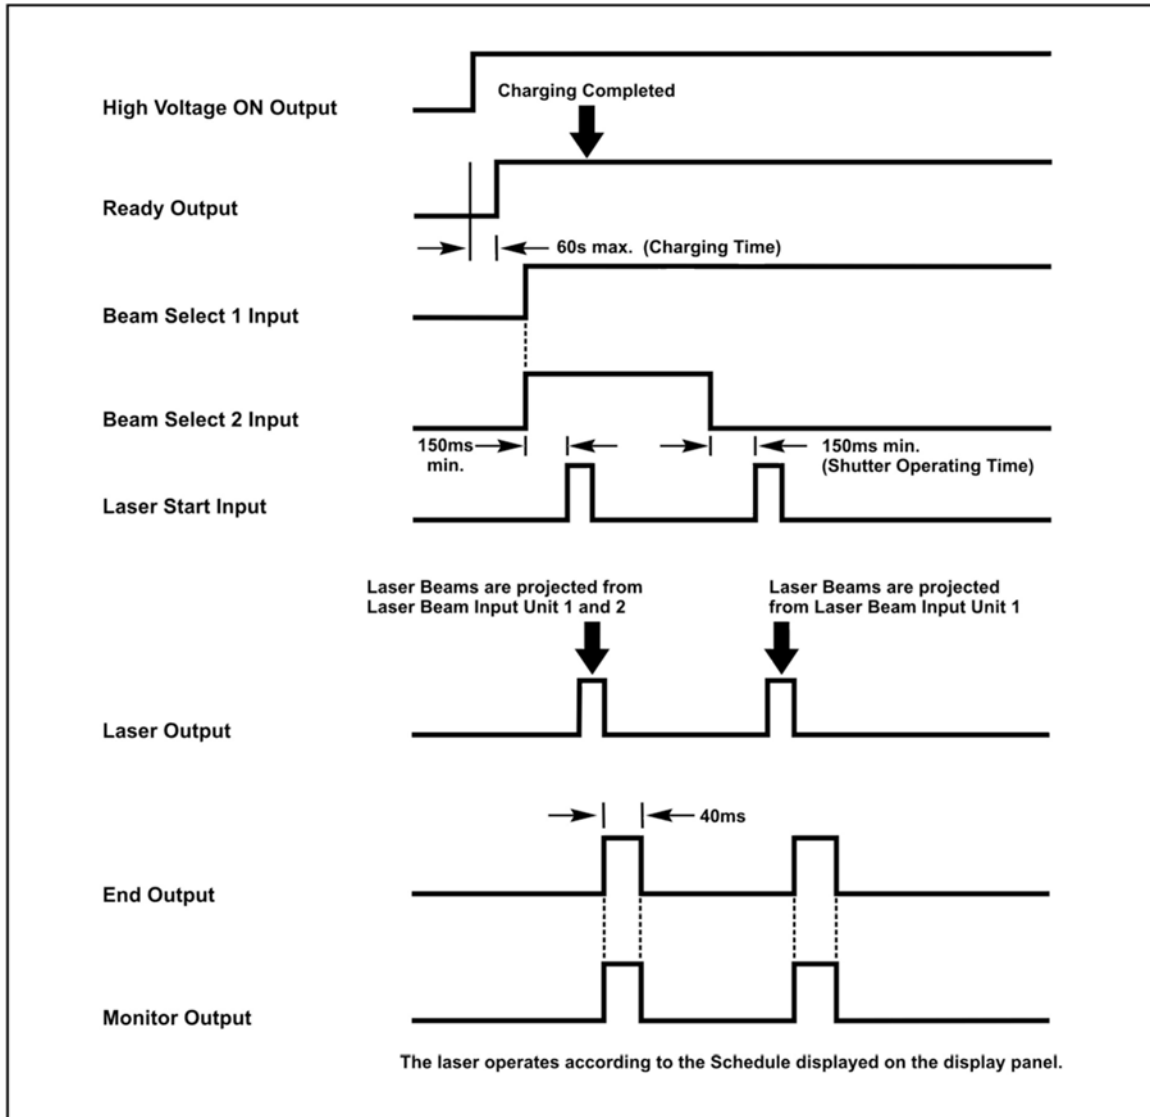 High Voltage ON Output
Charging Completed
Ready Output
60s max. (Charging Time)
Beam Select 1 Input
Beam Select 2 Input
150ms
min.
150ms min.
(Shutter Operating Time)
Laser Start Input
Laser Beams are projected from
Laser Beam Input Unit 1 and 2
Laser Beams are projected
from Laser Beam Input Unit 1
Laser Output
40ms
End Output
Monitor Output
The laser operates according to the Schedule displayed on the display panel.